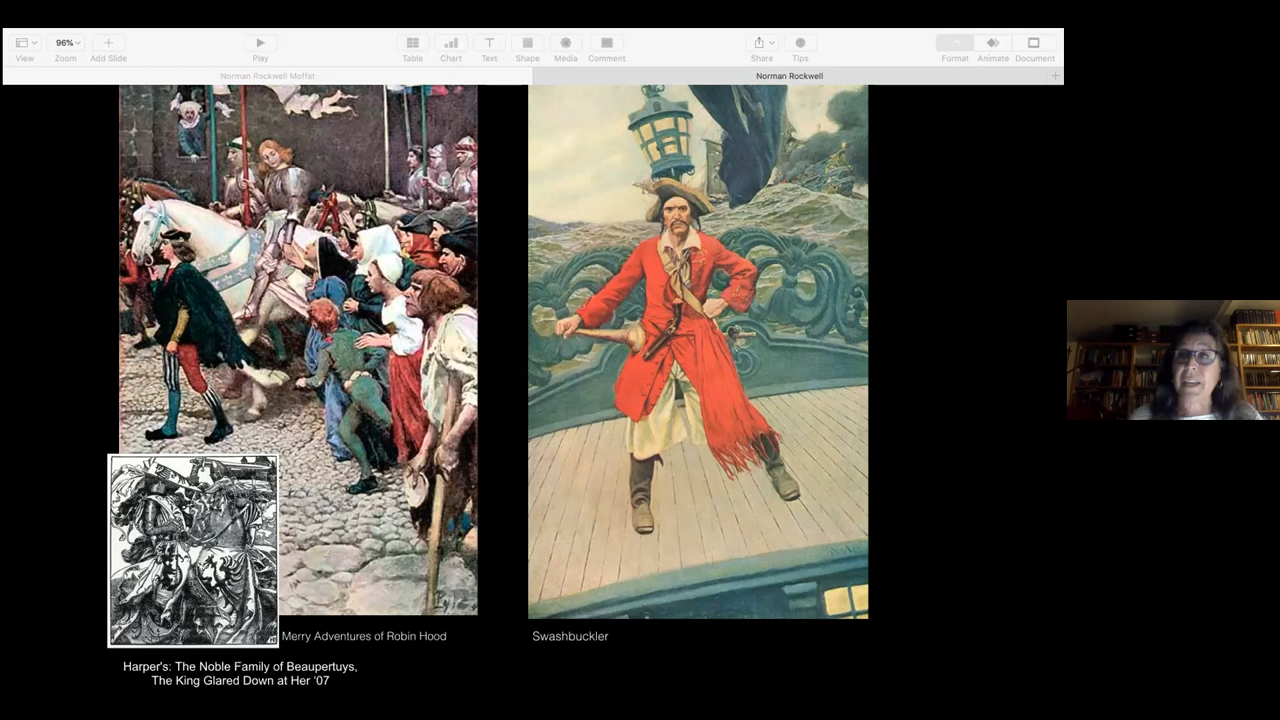 96%
View
Zoom
Add Slide
Play
Table
Chart
Text
Shape
Media
Comment
Share
Tips
Format
Animate
Document
Norman Rockwell Moffat
Norman Rockwell
Merry Adventures of Robin Hood
Swashbuckler
Harper's: The Noble Family of Beaupertuys,
The King Glared Down at Her '07